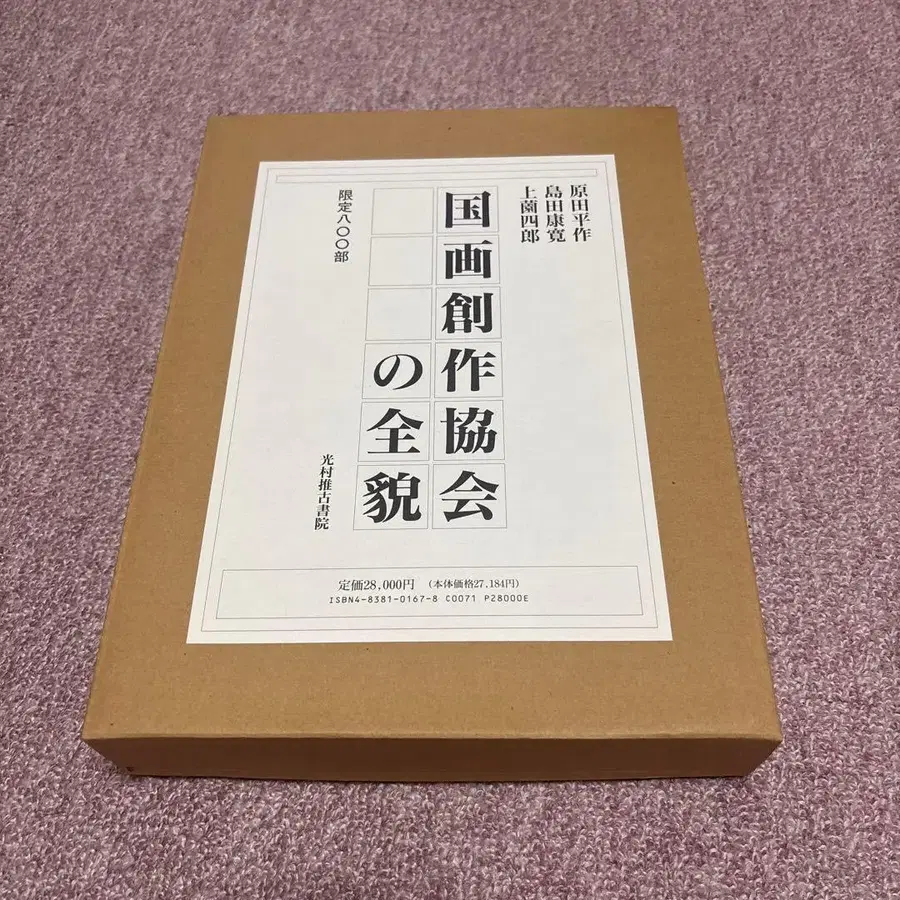 原田平作
島田康寛
上薗四郎
国画創作協会
の全貌
限定八〇〇部
光村推古書院
定価28,000円 (本体価格27,184円)
ISBN4-8381-0167-8 C0071 P28000E